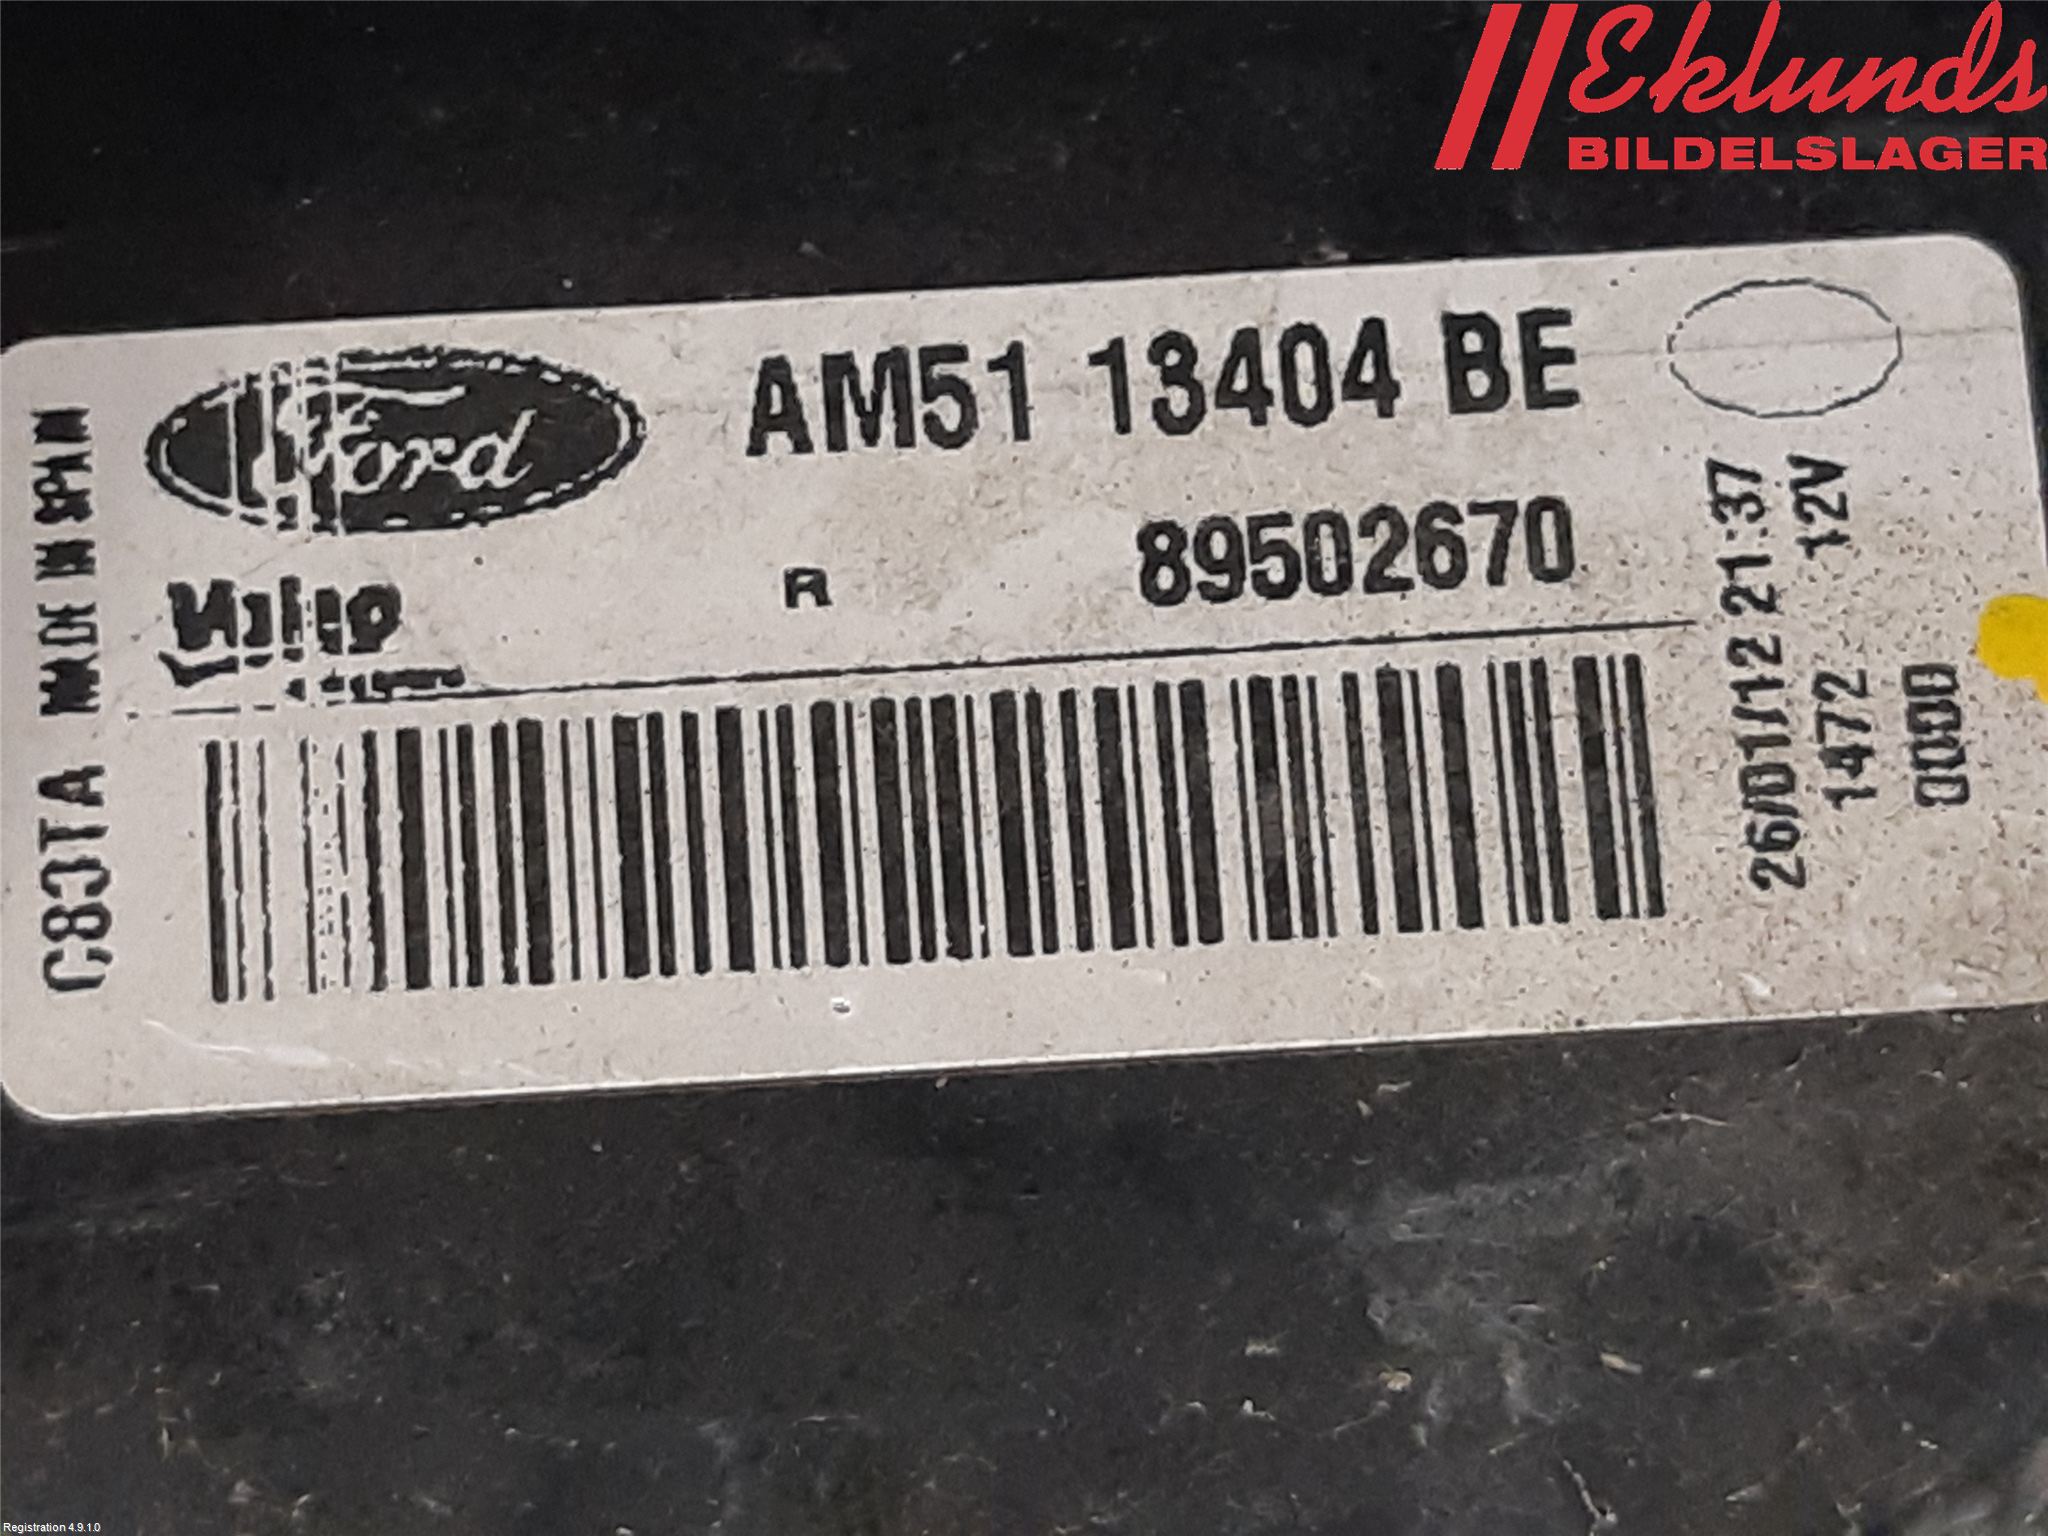 Eklunds
BILDELSLAGER
Ford
AM51 13404 BE
R
89502670
C83TA MADE IN SPAIN
26/01/12 21:37
1472 12V
0000
Registration 4.9.1.0